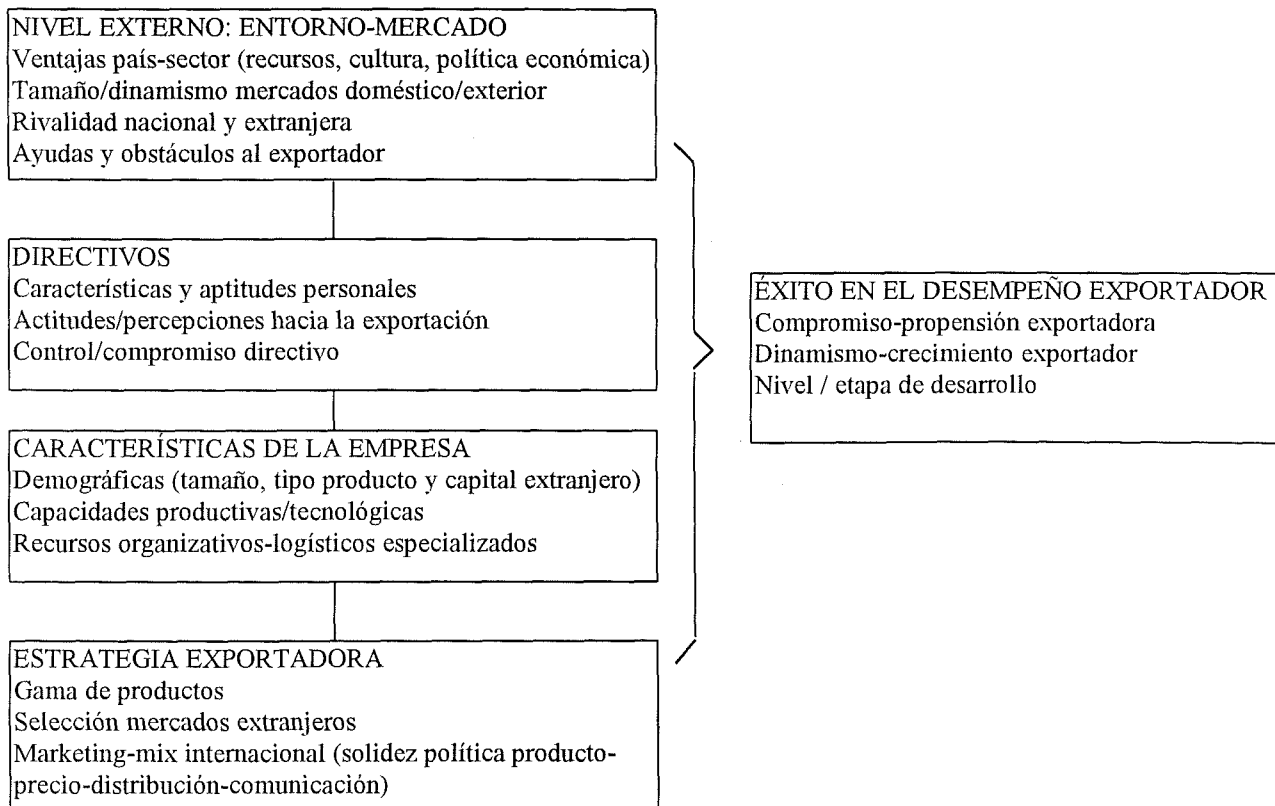 NIVEL EXTERNO: ENTORNO-MERCADO
Ventajas país-sector (recursos, cultura, política económica)
Tamaño/dinamismo mercados doméstico/exterior
Rivalidad nacional y extranjera
Ayudas y obstáculos al exportador
DIRECTIVOS
Características y aptitudes personales
Actitudes/percepciones hacia la exportación
Control/compromiso directivo
CARACTERÍSTICAS DE LA EMPRESA
Demográficas (tamaño, tipo producto y capital extranjero)
Capacidades productivas/tecnológicas
Recursos organizativos-logísticos especializados
ESTRATEGIA EXPORTADORA
Gama de productos
Selección mercados extranjeros
Marketing-mix internacional (solidez política producto-
precio-distribución-comunicación)
ÉXITO EN EL DESEMPEÑO EXPORTADOR
Compromiso-propensión exportadora
Dinamismo-crecimiento exportador
Nivel / etapa de desarrollo